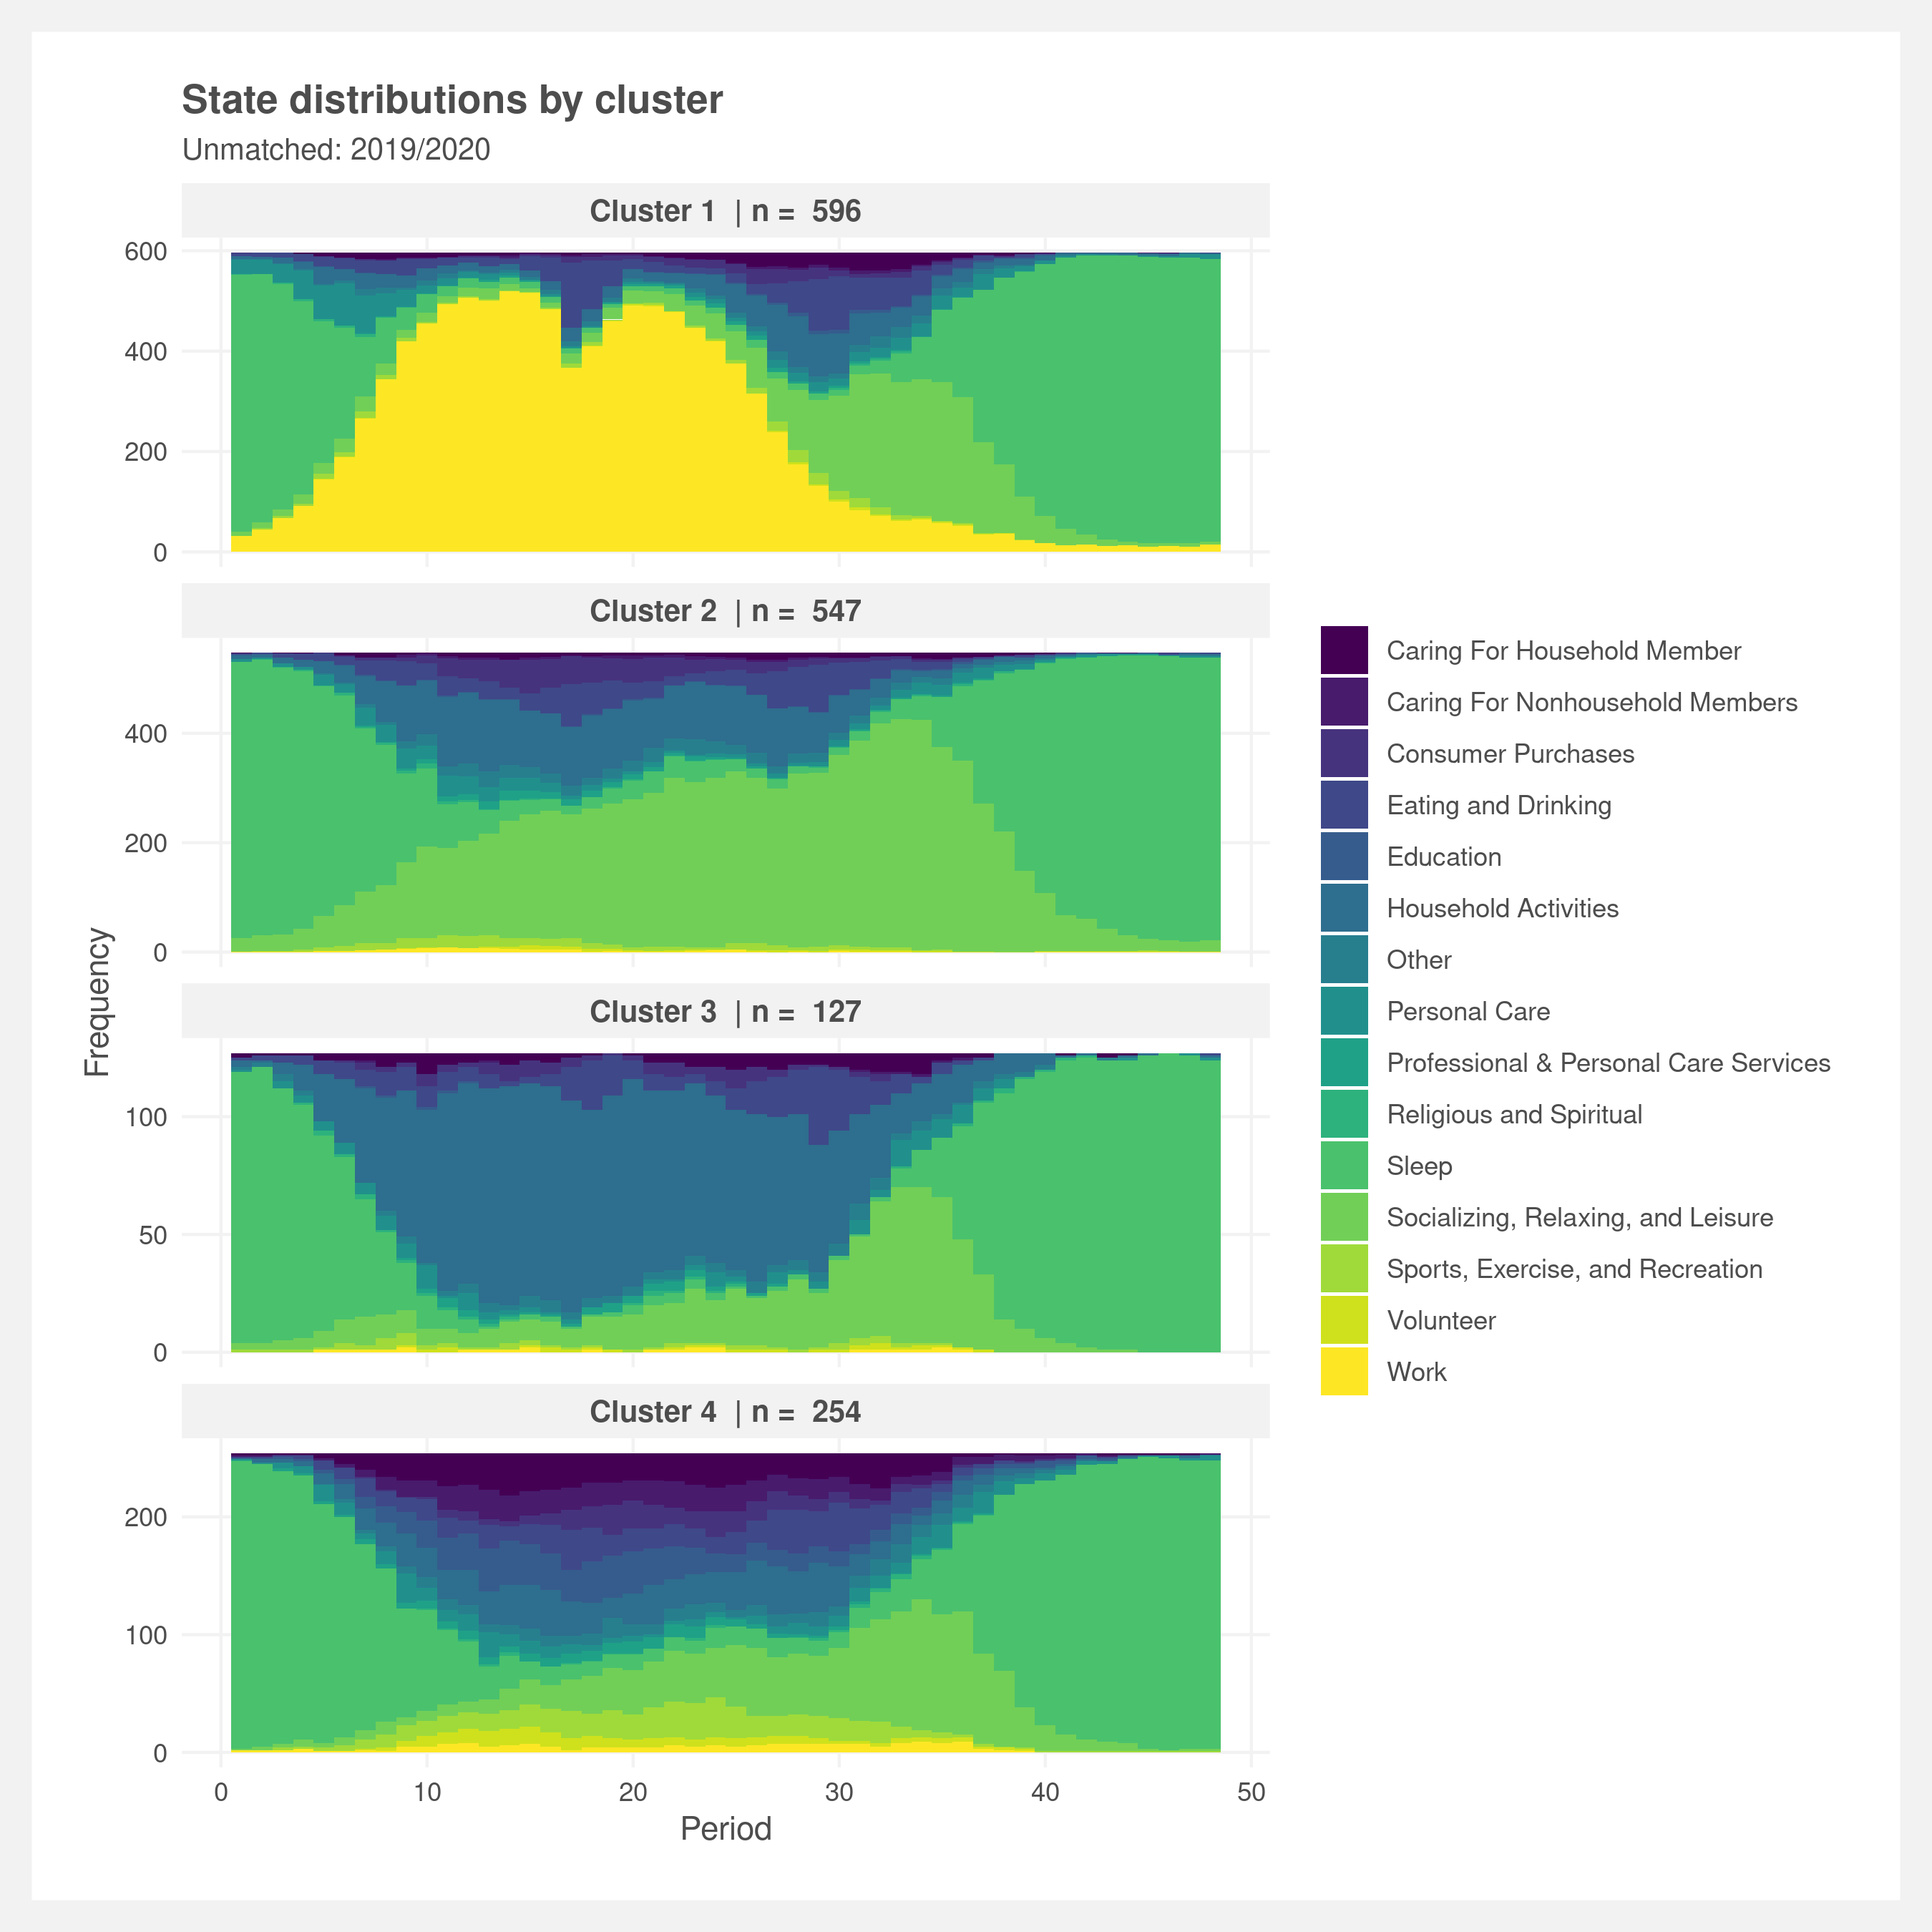 State distributions by cluster
Unmatched: 2019/2020
Cluster 1 | n = 596
600
400
200
0
Cluster 2 | n = 547
400
200
0
Cluster 3 | n = 127
100
50
0
Cluster 4 | n = 254
200
100
0
0 10 20 30 40 50
Period
Frequency
Caring For Household Member
Caring For Nonhousehold Members
Consumer Purchases
Eating and Drinking
Education
Household Activities
Other
Personal Care
Professional & Personal Care Services
Religious and Spiritual
Sleep
Socializing, Relaxing, and Leisure
Sports, Exercise, and Recreation
Volunteer
Work